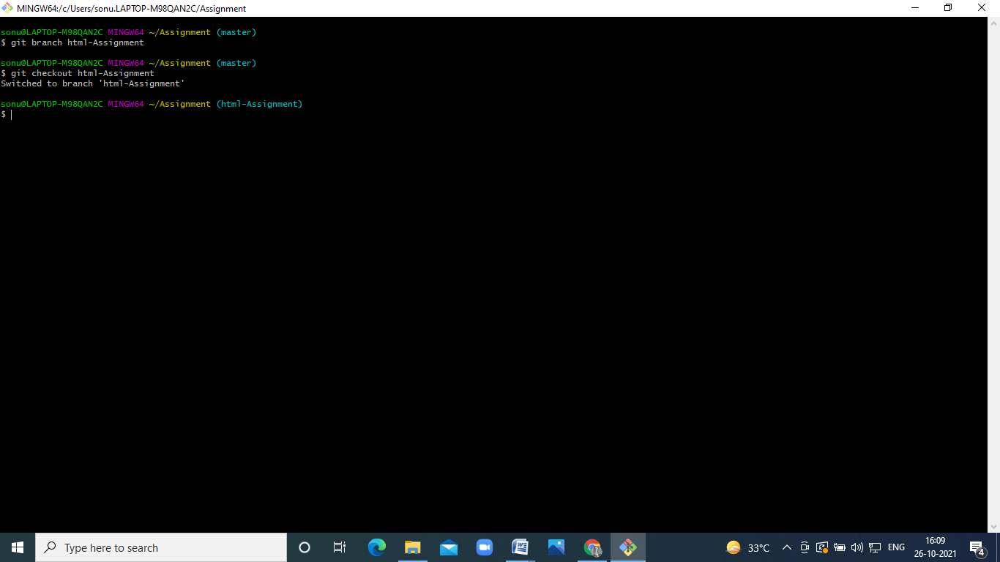 MINGW64:/c/Users/sonu.LAPTOP-M98QAN2C/Assignment
sonu@LAPTOP-M98QAN2C MINGW64 ~/Assignment (master)
$ git branch html-Assignment
sonu@LAPTOP-M98QAN2C MINGW64 ~/Assignment (master)
$ git checkout html-Assignment
Switched to branch 'html-Assignment'
sonu@LAPTOP-M98QAN2C MINGW64 ~/Assignment (html-Assignment)
$
Type here to search
33°C
ENG
16:09
26-10-2021
4